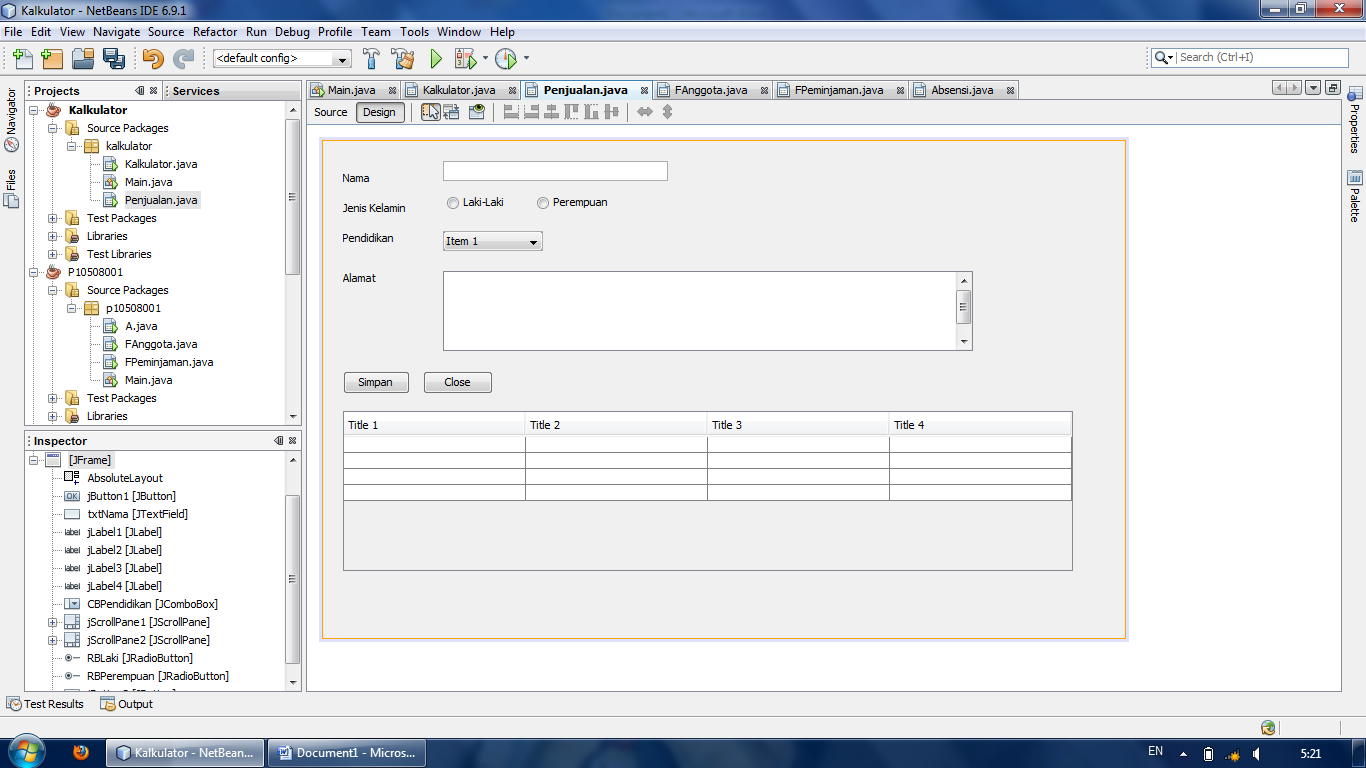 Kalkulator - NetBeans IDE 6.9.1
File Edit View Navigate Source Refactor Run Debug Profile Team Tools Window Help
<default config>
Search (Ctrl+I)
Projects Services
Main.java Kalkulator.java Penjualan.java FAnggota.java FPeminjaman.java Absensi.java
Source Design
Navigator
Files
Kalkulator
Source Packages
kalkulator
Kalkulator.java
Main.java
Penjualan.java
Test Packages
Libraries
Test Libraries
P10508001
Source Packages
p10508001
A.java
FAnggota.java
FPeminjaman.java
Main.java
Test Packages
Libraries
Inspector
[JFrame]
AbsoluteLayout
OK jButton1 [JButton]
txtNama [JTextField]
label jLabel1 [JLabel]
label jLabel2 [JLabel]
label jLabel3 [JLabel]
label jLabel4 [JLabel]
CBPendidikan [JComboBox]
jScrollPane1 [JScrollPane]
jScrollPane2 [JScrollPane]
RBLaki [JRadioButton]
RBPerempuan [JRadioButton]
Nama
Jenis Kelamin Laki-Laki Perempuan
Pendidikan Item 1
Alamat
Simpan Close
Title 1 Title 2 Title 3 Title 4
Properties
Palette
Test Results Output
Kalkulator - NetBean... Document1 - Micros... EN 5:21